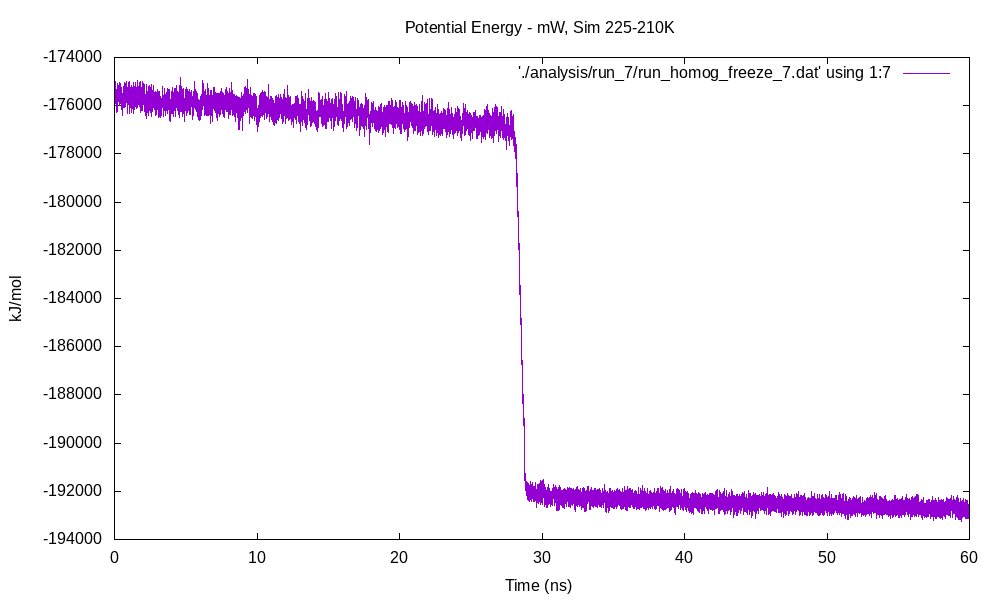 Potential Energy - mW, Sim 225-210K
'./analysis/run_7/run_homog_freeze_7.dat' using 1:7
-174000
-176000
-178000
-180000
-182000
-184000
-186000
-188000
-190000
-192000
-194000
kJ/mol
0 10 20 30 40 50 60
Time (ns)